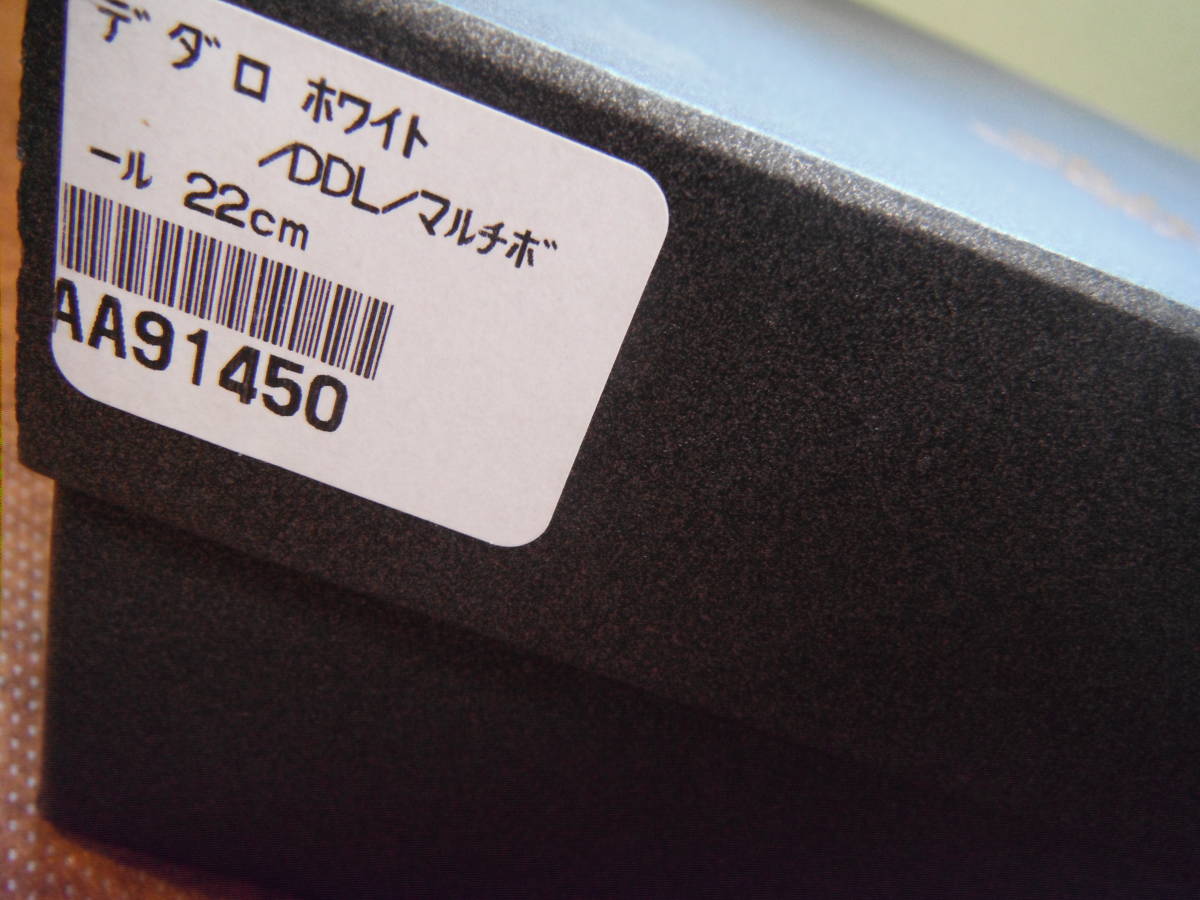 デダロ ホワイト
/DDL/マルチボ
ール 22cm
AA91450